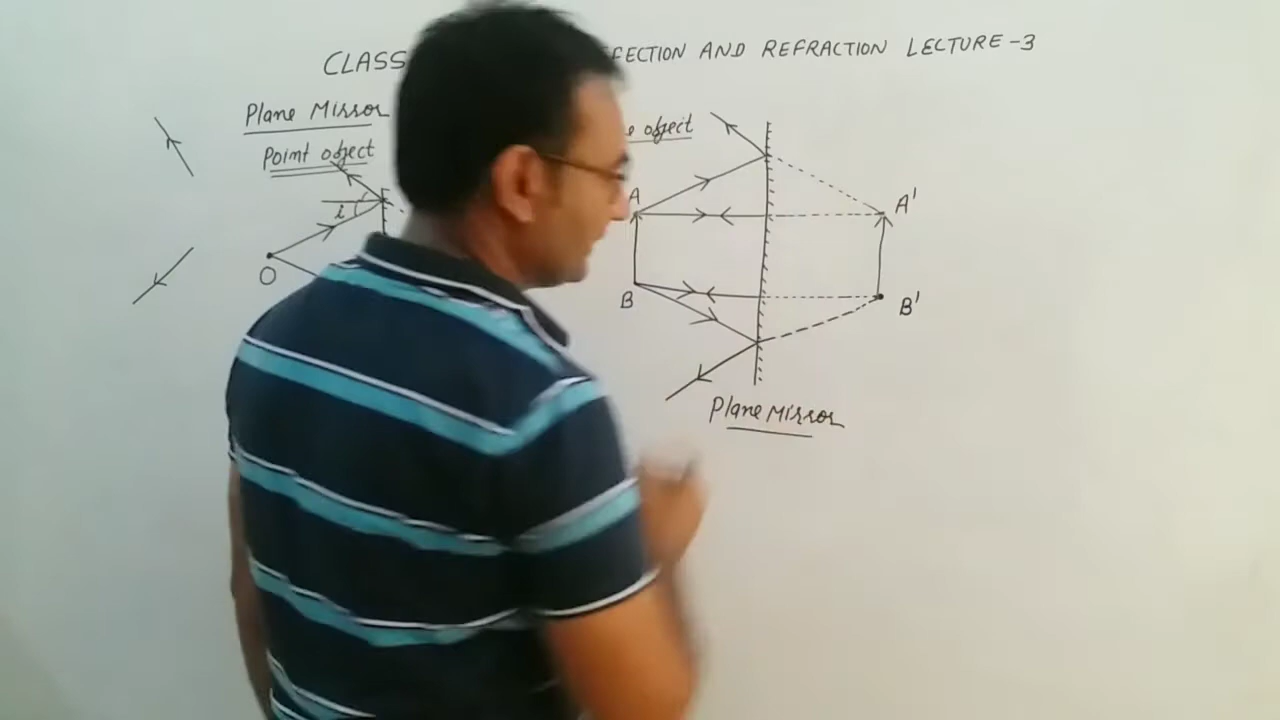 CLASS FECTION AND REFRACTION LECTURE-3
Plane Mirror
Point object
e object
i
O
A
B
A'
B'
Plane Mirror